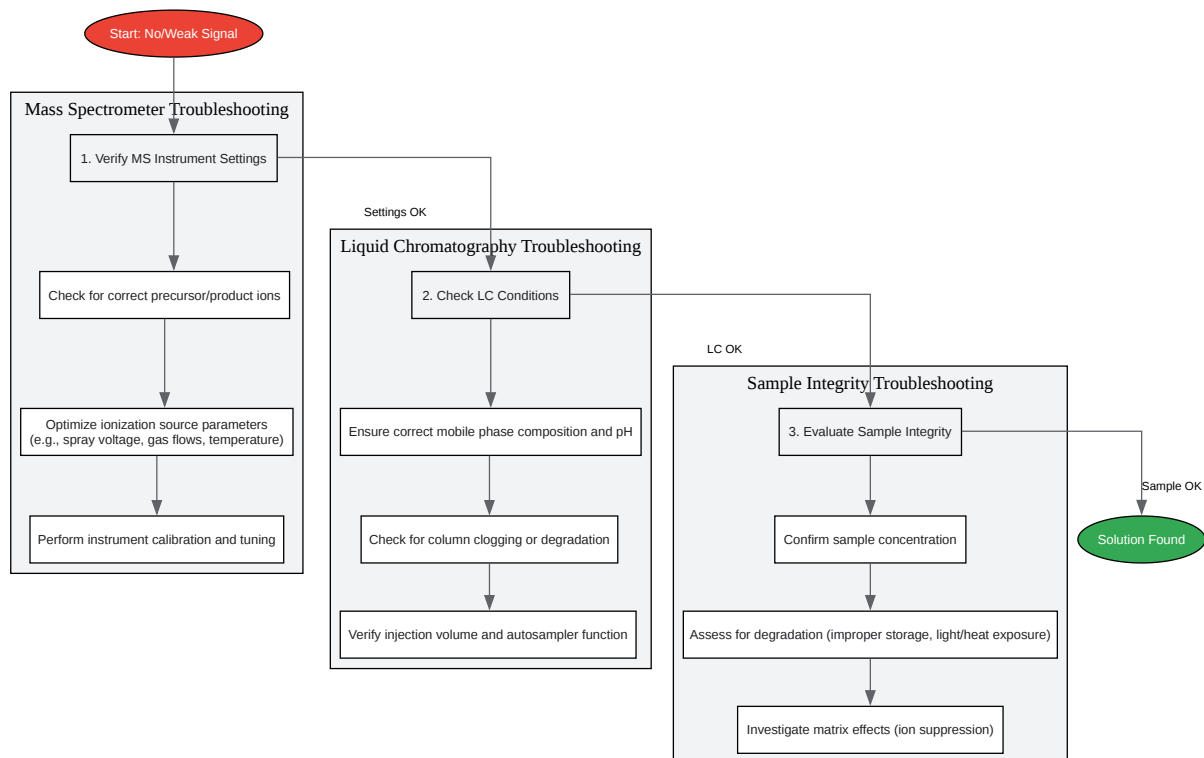 Start: No/Weak Signal
Mass Spectrometer Troubleshooting
1. Verify MS Instrument Settings
Check for correct precursor/product ions
Optimize ionization source parameters
(e.g., spray voltage, gas flows, temperature)
Perform instrument calibration and tuning
Settings OK
Liquid Chromatography Troubleshooting
2. Check LC Conditions
Ensure correct mobile phase composition and pH
Check for column clogging or degradation
Verify injection volume and autosampler function
LC OK
Sample Integrity Troubleshooting
3. Evaluate Sample Integrity
Confirm sample concentration
Assess for degradation (improper storage, light/heat exposure)
Investigate matrix effects (ion suppression)
Sample OK
Solution Found